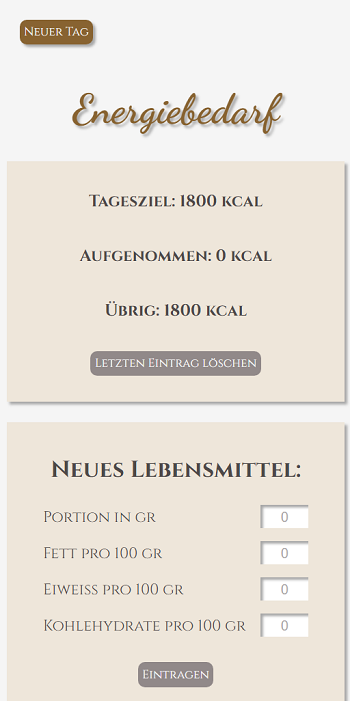 Neuer Tag
Energiebedarf
Tagesziel: 1800 kcal
Aufgenommen: 0 kcal
Übrig: 1800 kcal
Letzten Eintrag löschen
Neues Lebensmittel:
Portion in gr 0
Fett pro 100 gr 0
Eiweiss pro 100 gr 0
Kohlehydrate pro 100 gr 0
Eintragen